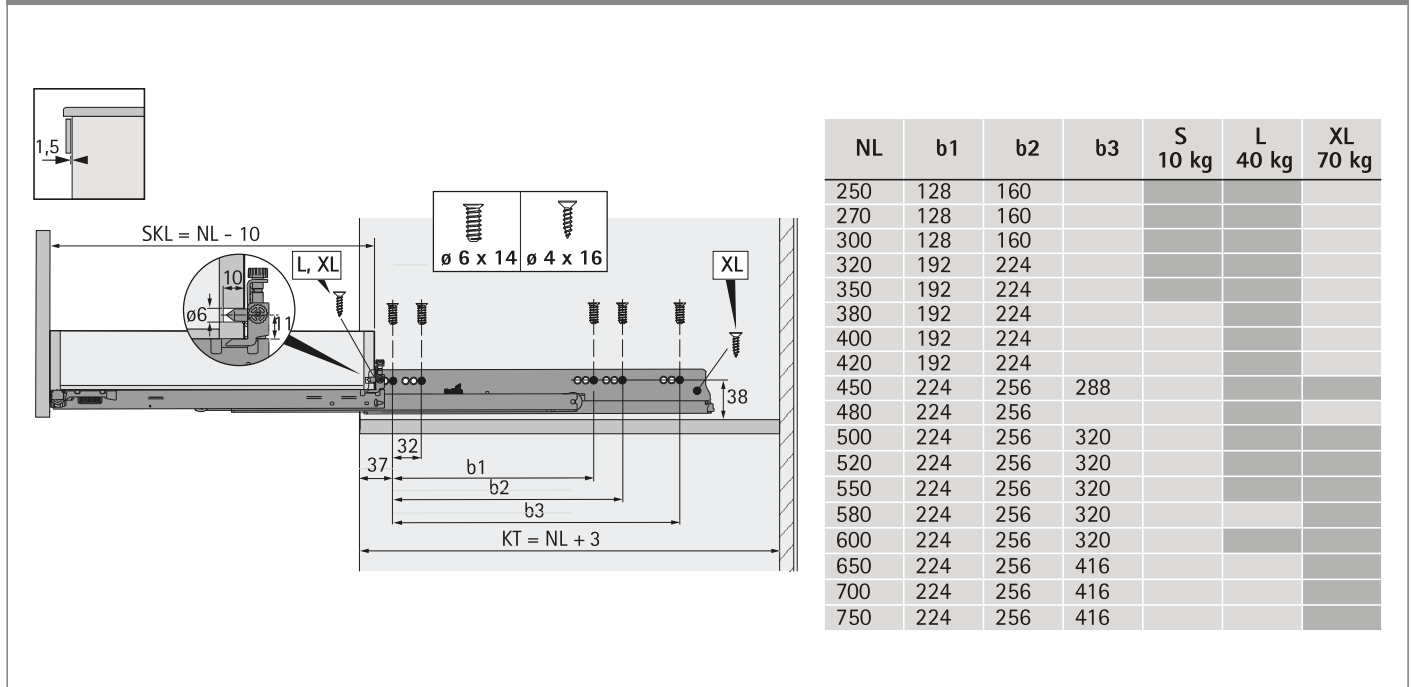 1,5
SKL = NL - 10
L, XL
10
ø6
11
ø 6 x 14
ø 4 x 16
XL
38
37
32
b1
b2
b3
KT = NL + 3
NL b1 b2 b3 S 10 kg L 40 kg XL 70 kg
250 128 160
270 128 160
300 128 160
320 192 224
350 192 224
380 192 224
400 192 224
420 192 224
450 224 256 288
480 224 256
500 224 256 320
520 224 256 320
550 224 256 320
580 224 256 320
600 224 256 320
650 224 256 416
700 224 256 416
750 224 256 416